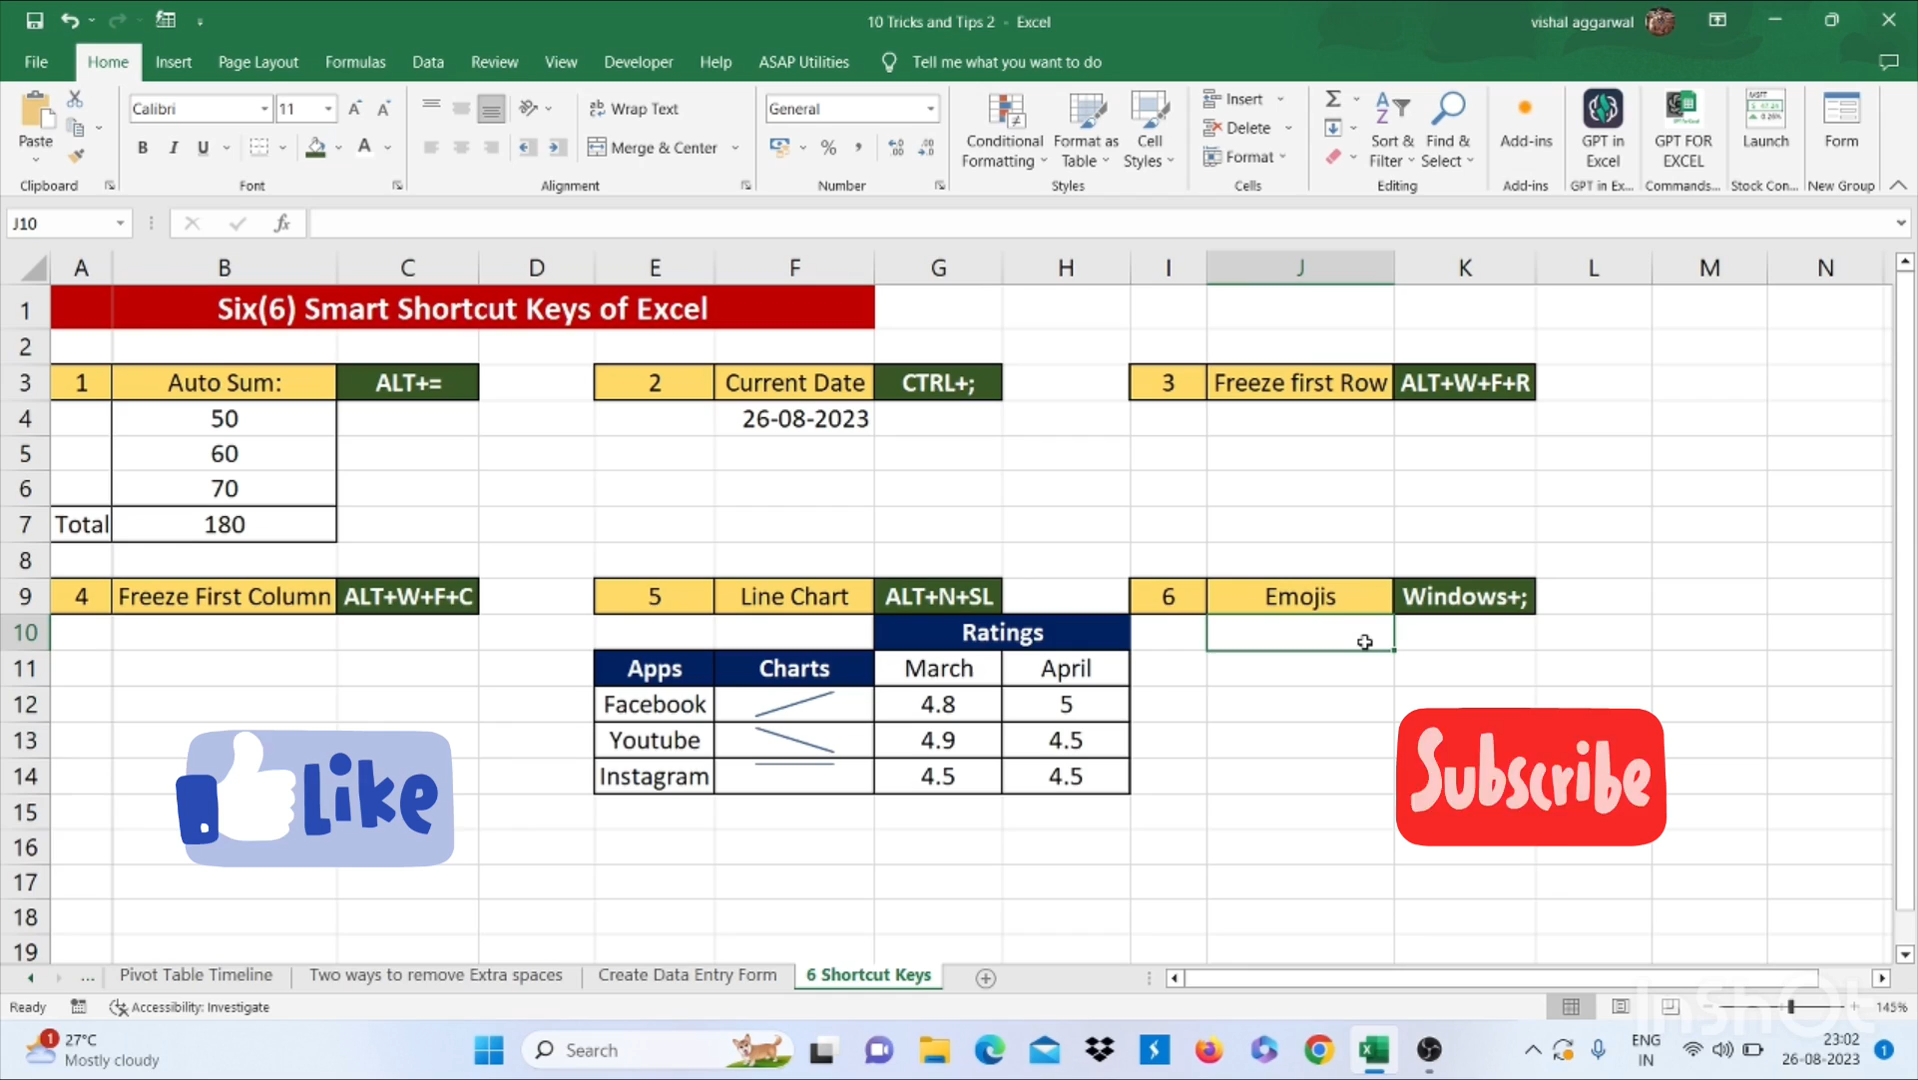 10 Tricks and Tips 2 - Excel
vishal aggarwal
File Home Insert Page Layout Formulas Data Review View Developer Help ASAP Utilities Tell me what you want to do
Paste
Clipboard
Calibri 11
B I U
Font
Wrap Text
Merge & Center
Alignment
General
%
Number
Conditional Formatting
Format as Table
Cell Styles
Styles
Insert
Delete
Format
Cells
Sort & Filter
Find & Select
Editing
Add-ins
Add-ins
GPT in Excel
GPT in Ex...
GPT FOR EXCEL
Commands...
MSFT
Launch
Stock Con...
Form
New Group
J10
fx
A B C D E F G H I J K L M N
1 Six(6) Smart Shortcut Keys of Excel
2
3 1 Auto Sum: ALT+= 2 Current Date CTRL+; 3 Freeze first Row ALT+W+F+R
4 50 26-08-2023
5 60
6 70
7 Total 180
8
9 4 Freeze First Column ALT+W+F+C 5 Line Chart ALT+N+SL 6 Emojis Windows+;
10 Ratings
11 Apps Charts March April
12 Facebook 4.8 5
13 Youtube 4.9 4.5
14 Instagram 4.5 4.5
15
16
17
18
19
Like
Subscribe
... Pivot Table Timeline Two ways to remove Extra spaces Create Data Entry Form 6 Shortcut Keys
Ready Accessibility: Investigate 145%
InShOt
1 27°C
Mostly cloudy
Search
ENG
IN
23:02
26-08-2023
1